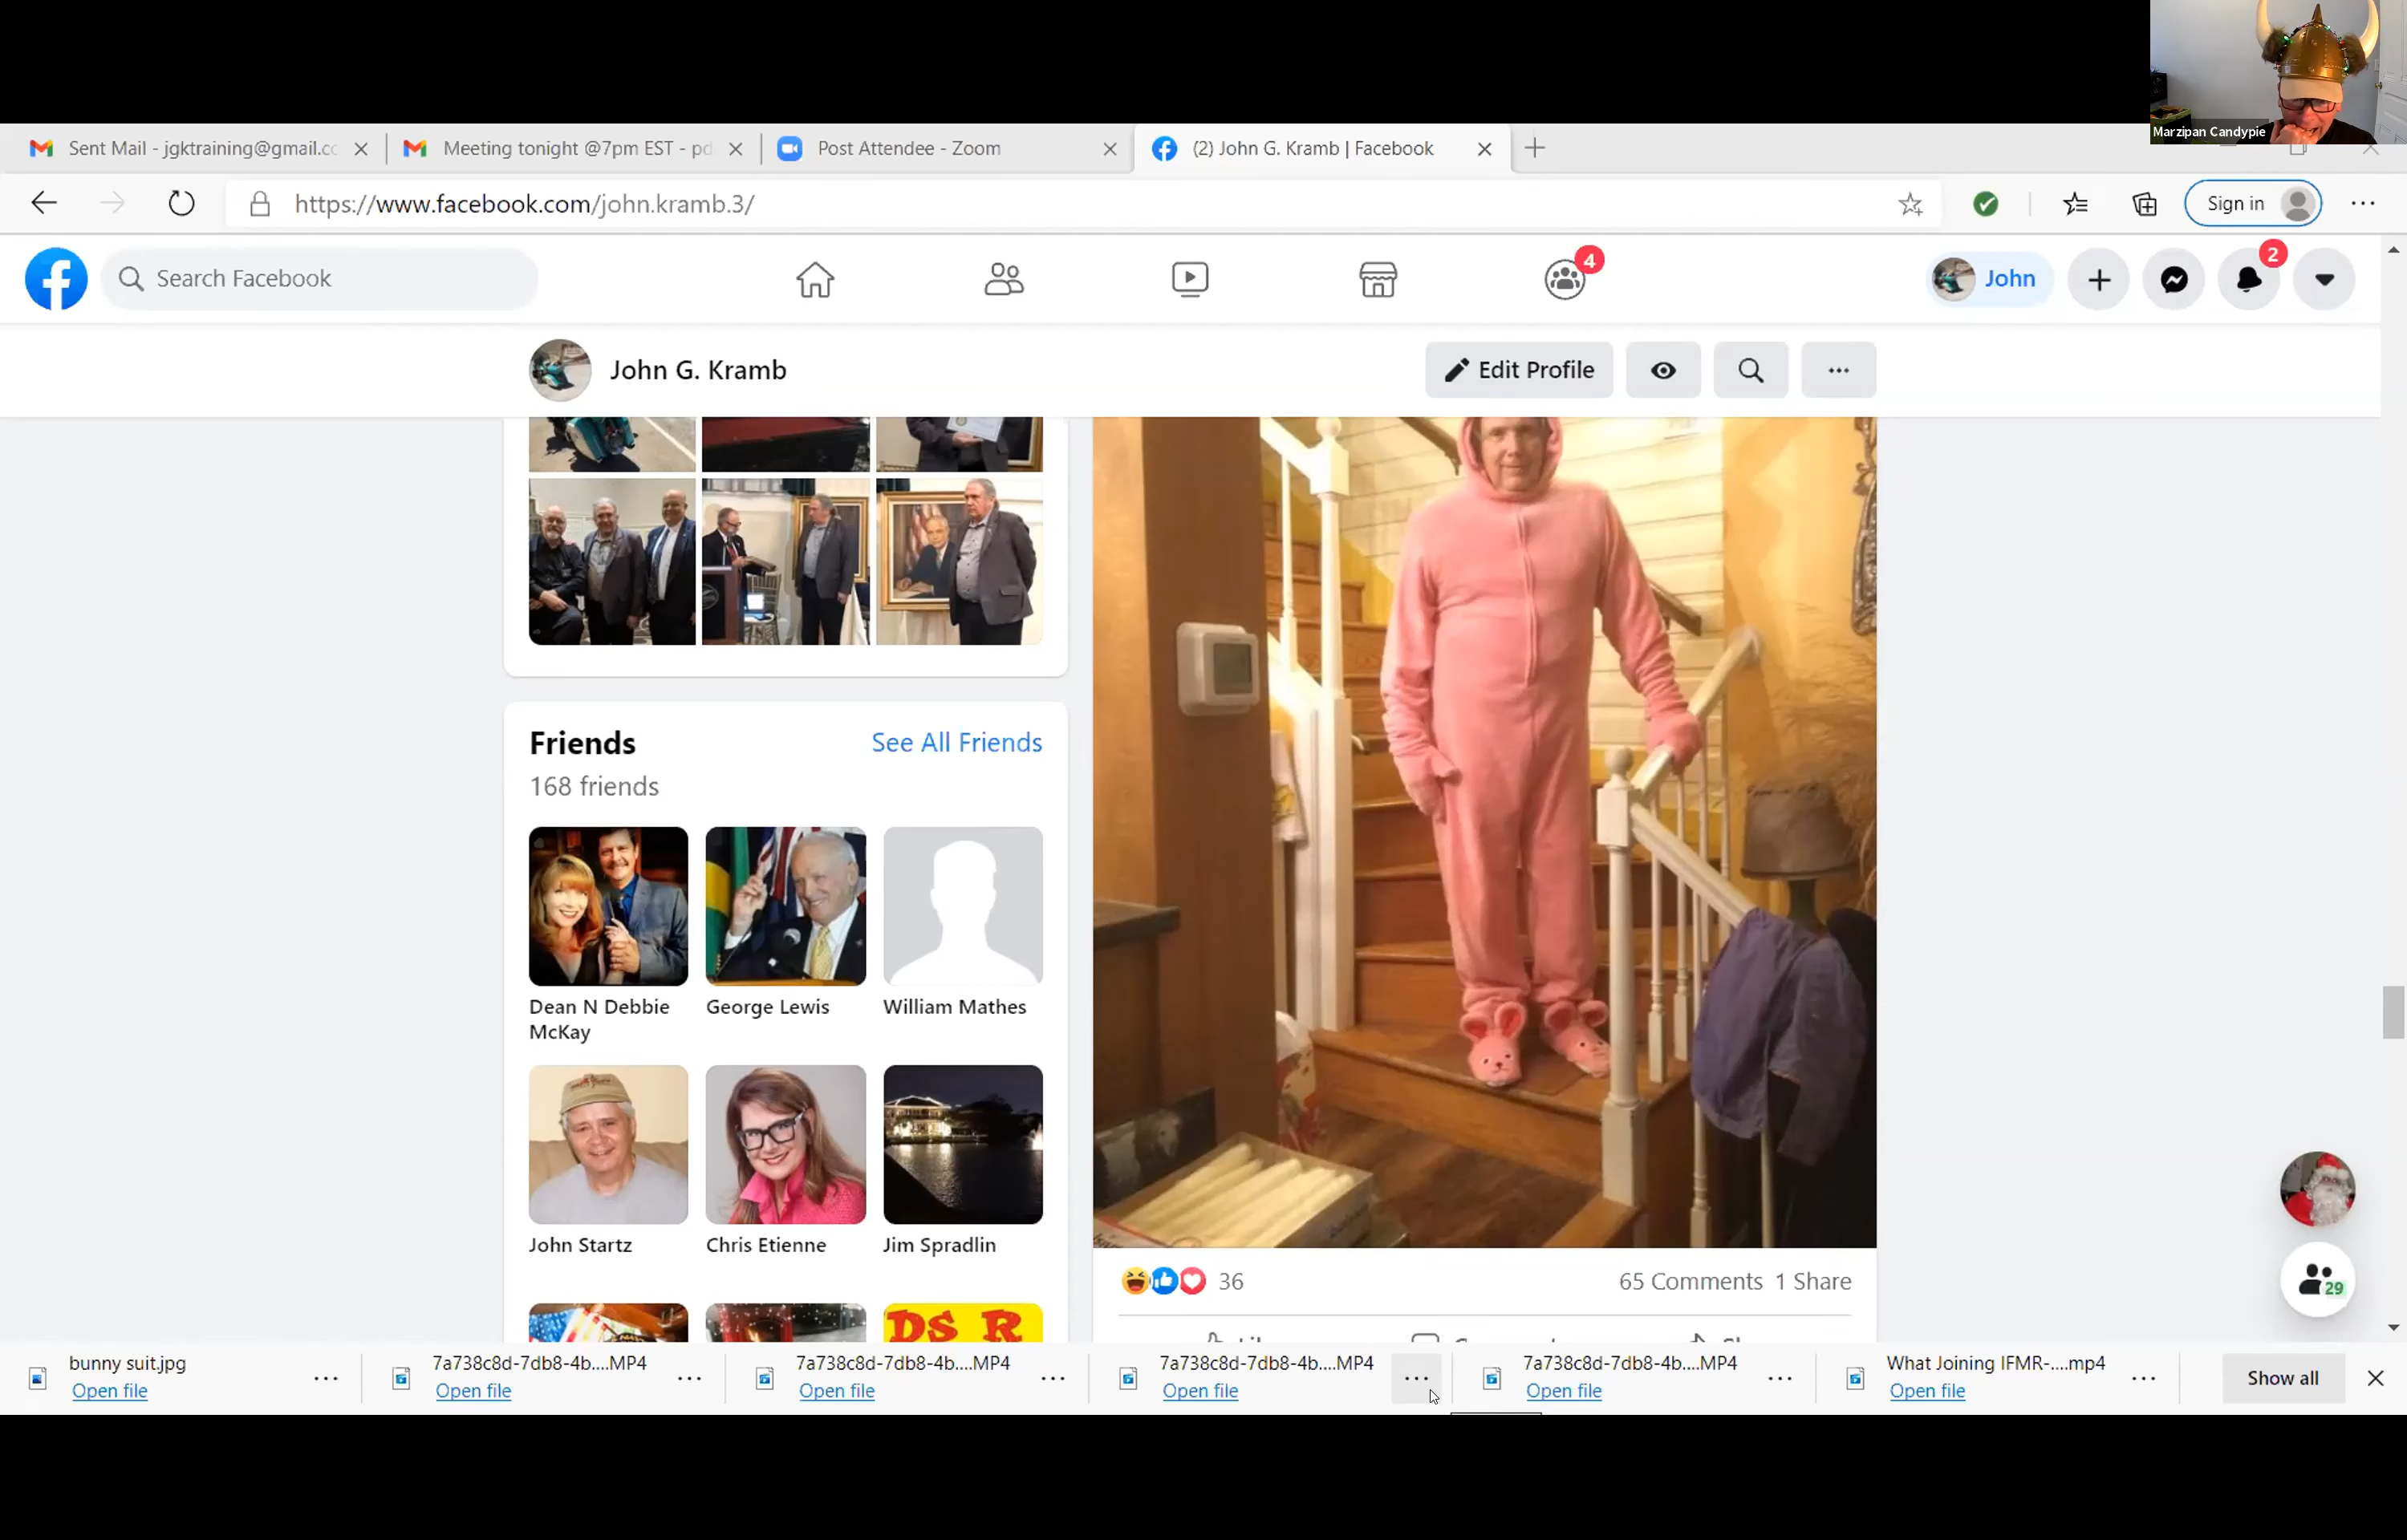 Marzipan Candypie
Sent Mail - jgktraining@gmail.cc
Meeting tonight @7pm EST - pd
Post Attendee - Zoom
(2) John G. Kramb | Facebook
https://www.facebook.com/john.kramb.3/
Sign in
Search Facebook
4
John
2
John G. Kramb
Edit Profile
Friends
See All Friends
168 friends
Dean N Debbie
McKay
George Lewis
William Mathes
John Startz
Chris Etienne
Jim Spradlin
DS R
36
65 Comments 1 Share
29
bunny suit.jpg
Open file
7a738c8d-7db8-4b....MP4
Open file
7a738c8d-7db8-4b....MP4
Open file
7a738c8d-7db8-4b....MP4
Open file
7a738c8d-7db8-4b....MP4
Open file
What Joining IFMR-....mp4
Open file
Show all